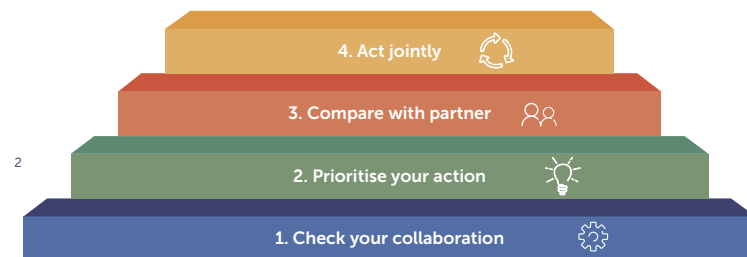 4. Act jointly
3. Compare with partner
2
2. Prioritise your action
1. Check your collaboration